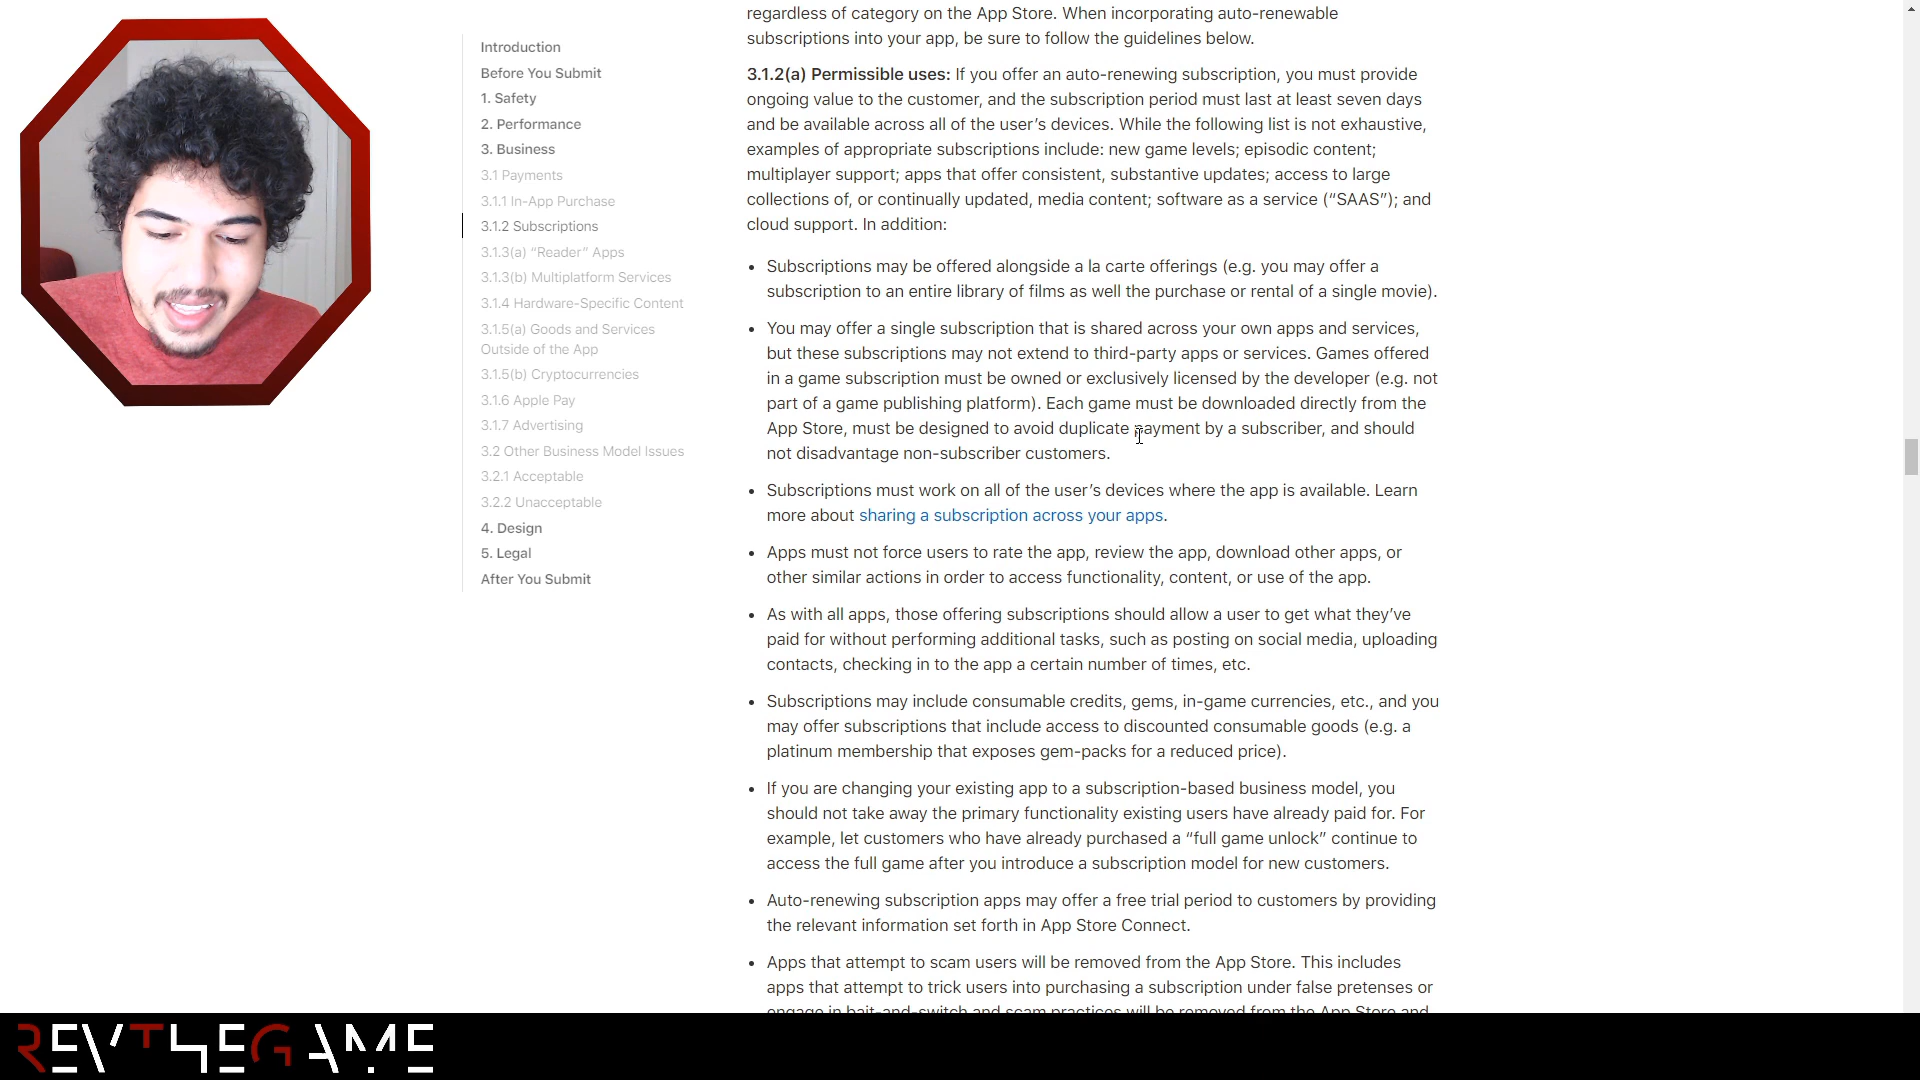 Introduction
Before You Submit
1. Safety
2. Performance
3. Business
3.1 Payments
3.1.1 In-App Purchase
3.1.2 Subscriptions
3.1.3(a) “Reader” Apps
3.1.3(b) Multiplatform Services
3.1.4 Hardware-Specific Content
3.1.5(a) Goods and Services
Outside of the App
3.1.5(b) Cryptocurrencies
3.1.6 Apple Pay
3.1.7 Advertising
3.2 Other Business Model Issues
3.2.1 Acceptable
3.2.2 Unacceptable
4. Design
5. Legal
After You Submit
regardless of category on the App Store. When incorporating auto-renewable
subscriptions into your app, be sure to follow the guidelines below.
3.1.2(a) Permissible uses: If you offer an auto-renewing subscription, you must provide
ongoing value to the customer, and the subscription period must last at least seven days
and be available across all of the user’s devices. While the following list is not exhaustive,
examples of appropriate subscriptions include: new game levels; episodic content;
multiplayer support; apps that offer consistent, substantive updates; access to large
collections of, or continually updated, media content; software as a service (“SAAS”); and
cloud support. In addition:
• Subscriptions may be offered alongside a la carte offerings (e.g. you may offer a
subscription to an entire library of films as well the purchase or rental of a single movie).
• You may offer a single subscription that is shared across your own apps and services,
but these subscriptions may not extend to third-party apps or services. Games offered
in a game subscription must be owned or exclusively licensed by the developer (e.g. not
part of a game publishing platform). Each game must be downloaded directly from the
App Store, must be designed to avoid duplicate payment by a subscriber, and should
not disadvantage non-subscriber customers.
• Subscriptions must work on all of the user’s devices where the app is available. Learn
more about sharing a subscription across your apps.
• Apps must not force users to rate the app, review the app, download other apps, or
other similar actions in order to access functionality, content, or use of the app.
• As with all apps, those offering subscriptions should allow a user to get what they’ve
paid for without performing additional tasks, such as posting on social media, uploading
contacts, checking in to the app a certain number of times, etc.
• Subscriptions may include consumable credits, gems, in-game currencies, etc., and you
may offer subscriptions that include access to discounted consumable goods (e.g. a
platinum membership that exposes gem-packs for a reduced price).
• If you are changing your existing app to a subscription-based business model, you
should not take away the primary functionality existing users have already paid for. For
example, let customers who have already purchased a “full game unlock” continue to
access the full game after you introduce a subscription model for new customers.
• Auto-renewing subscription apps may offer a free trial period to customers by providing
the relevant information set forth in App Store Connect.
• Apps that attempt to scam users will be removed from the App Store. This includes
apps that attempt to trick users into purchasing a subscription under false pretenses or
engage in bait-and-switch and scam practices will be removed from the App Store and
REVTHEGAME